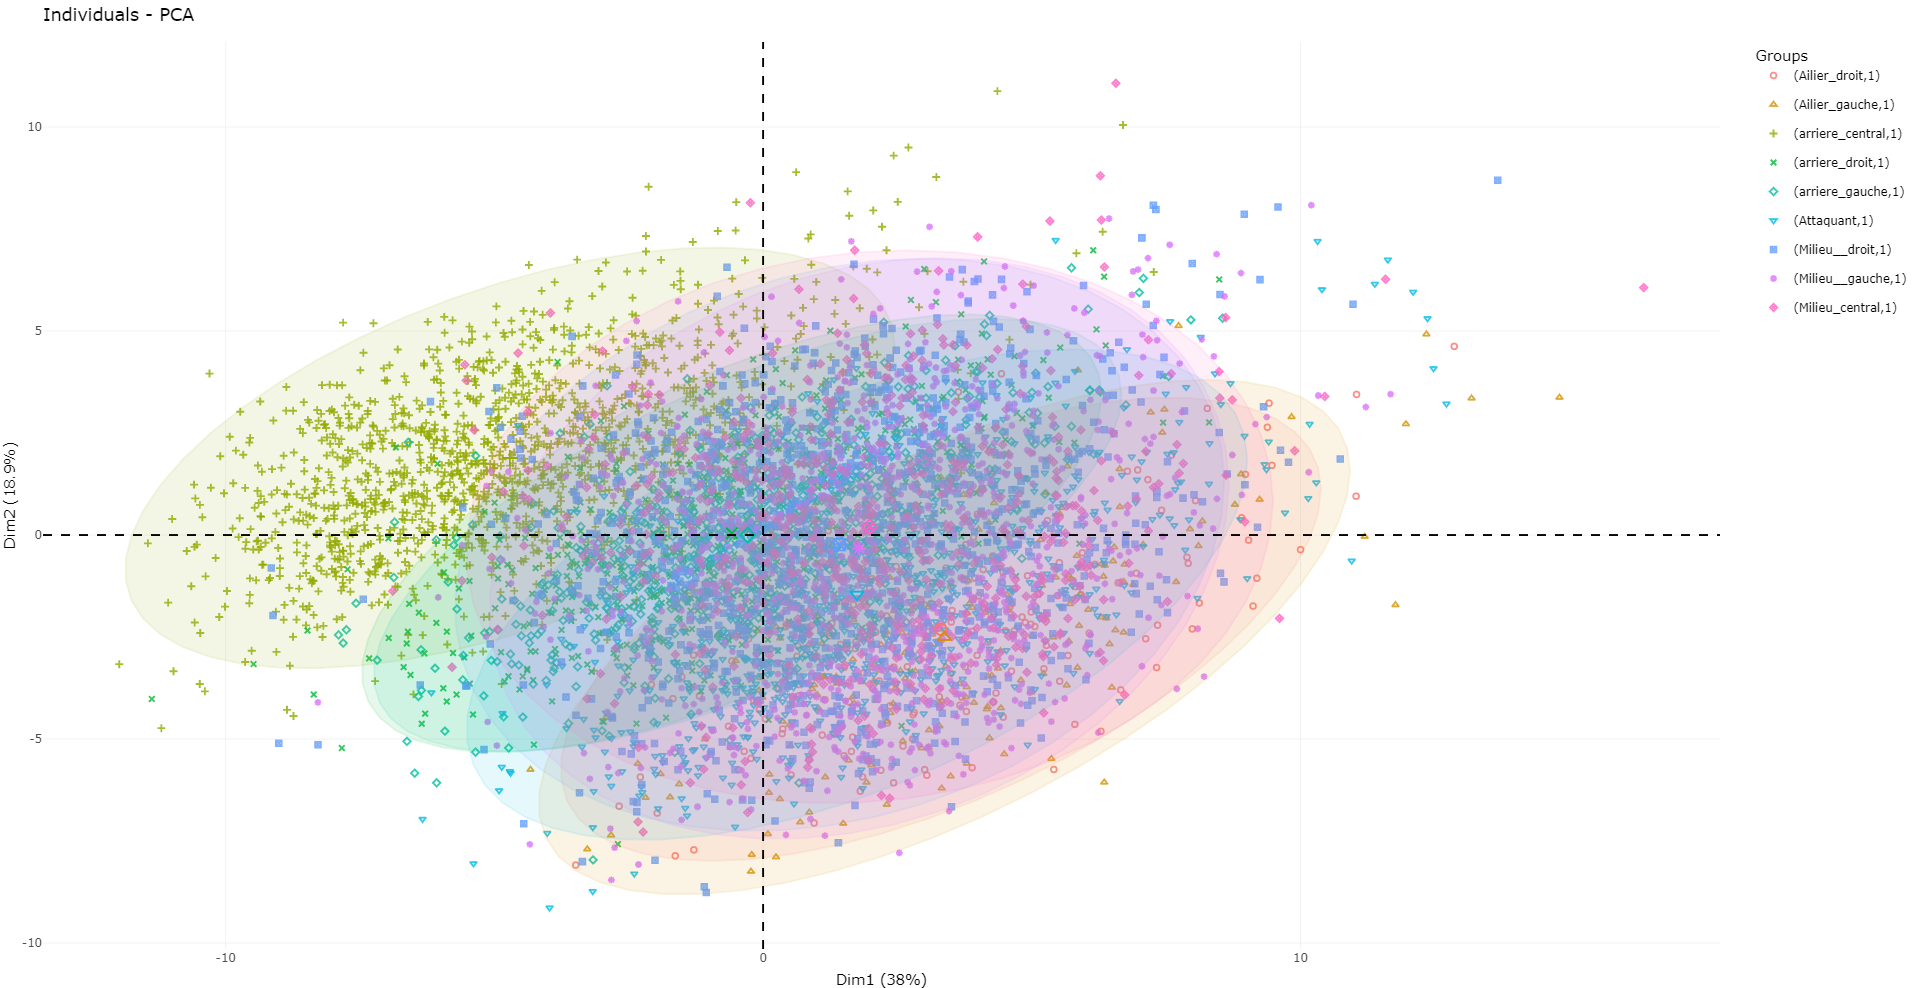 Individuals - PCA
Groups
(Ailier_droit,1)
(Ailier_gauche,1)
(arriere_central,1)
(arriere_droit,1)
(arriere_gauche,1)
(Attaquant,1)
(Milieu__droit,1)
(Milieu__gauche,1)
(Milieu_central,1)
10
5
0
-5
-10
Dim2 (18.9%)
-10
0
10
Dim1 (38%)